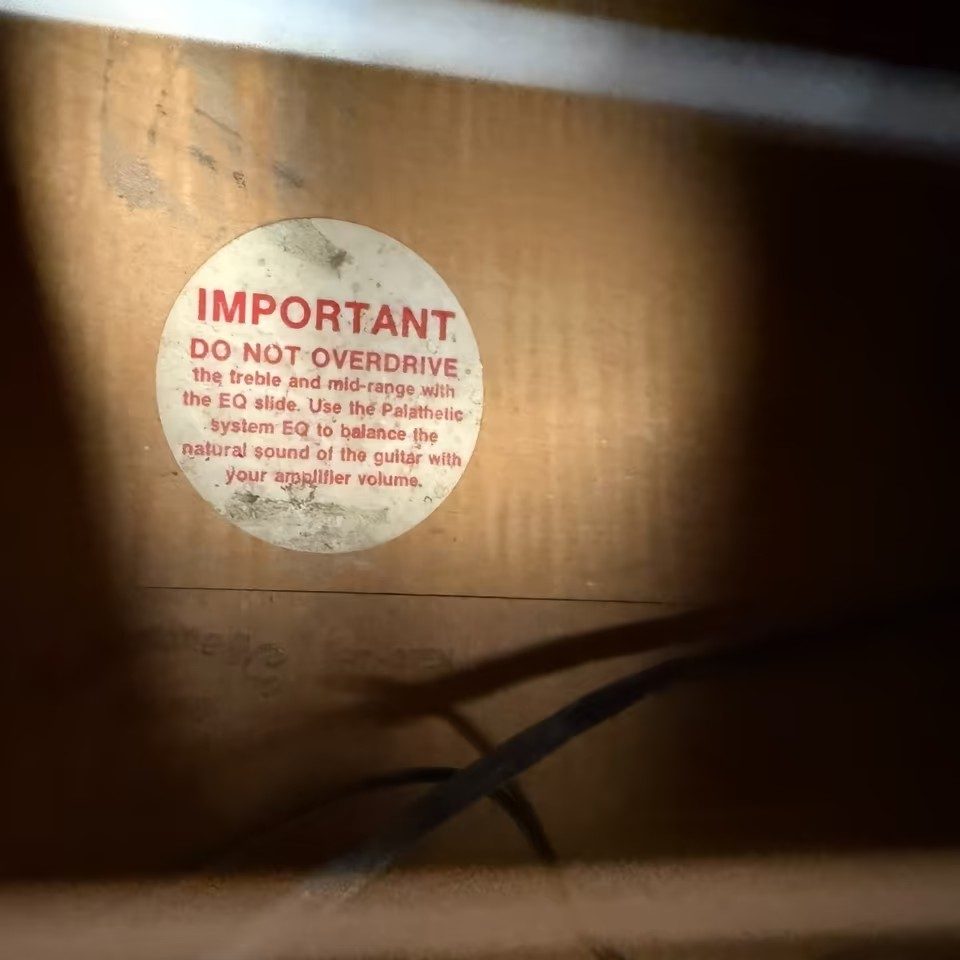 IMPORTANT
DO NOT OVERDRIVE
the treble and mid-range with
the EQ slide. Use the Palathetic
system EQ to balance the
natural sound of the guitar with
your amplifier volume.